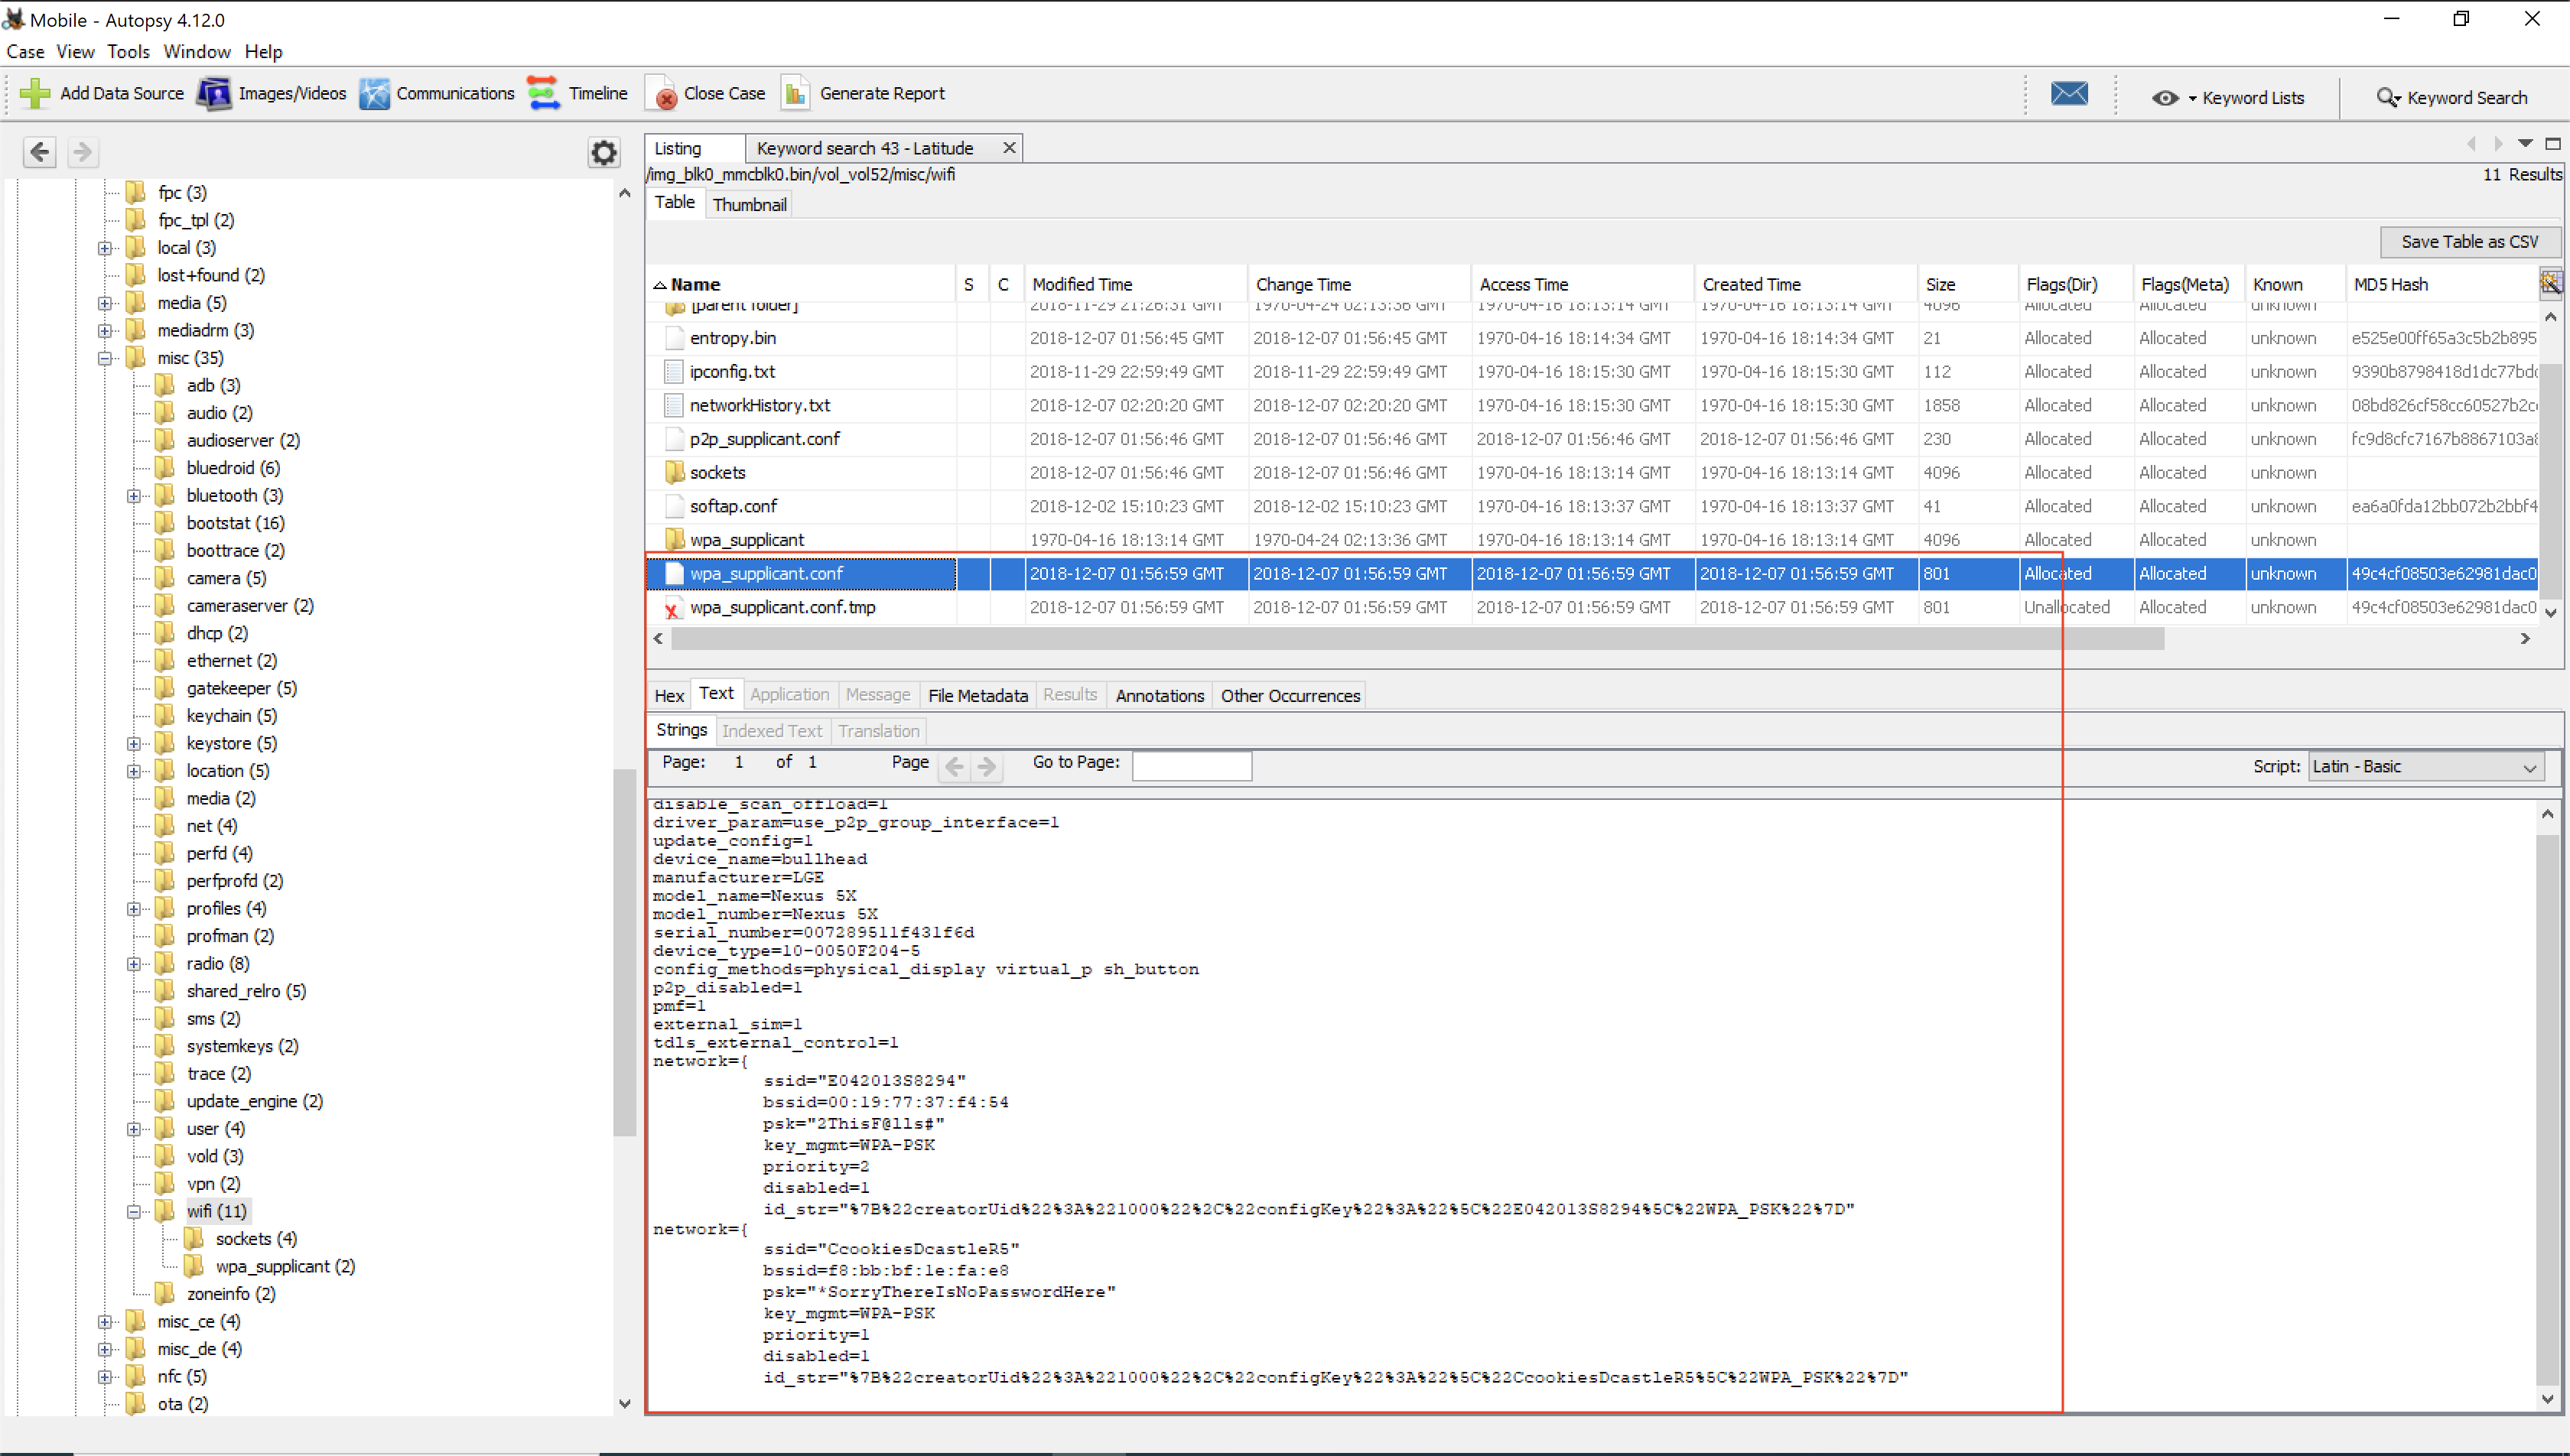 Mobile - Autopsy 4.12.0
Case View Tools Window Help
Add Data Source Images/Videos Communications Timeline Close Case Generate Report Keyword Lists Keyword Search
Listing Keyword search 43 - Latitude
/img_blk0_mmcblk0.bin/vol_vol52/misc/wifi 11 Results
Table Thumbnail
Save Table as CSV
Name S C Modified Time Change Time Access Time Created Time Size Flags(Dir) Flags(Meta) Known MD5 Hash
[parent folder] 2018-11-29 21:26:31 GMT 1970-04-24 02:13:36 GMT 1970-04-16 18:13:14 GMT 1970-04-16 18:13:14 GMT 4096 Allocated Allocated unknown
entropy.bin 2018-12-07 01:56:45 GMT 2018-12-07 01:56:45 GMT 1970-04-16 18:14:34 GMT 1970-04-16 18:14:34 GMT 21 Allocated Allocated unknown e525e00ff65a3c5b2b895
ipconfig.txt 2018-11-29 22:59:49 GMT 2018-11-29 22:59:49 GMT 1970-04-16 18:15:30 GMT 1970-04-16 18:15:30 GMT 112 Allocated Allocated unknown 9390b8798418d1dc77bd
networkHistory.txt 2018-12-07 02:20:20 GMT 2018-12-07 02:20:20 GMT 1970-04-16 18:15:30 GMT 1970-04-16 18:15:30 GMT 1858 Allocated Allocated unknown 08bd826cf58cc60527b2c
p2p_supplicant.conf 2018-12-07 01:56:46 GMT 2018-12-07 01:56:46 GMT 2018-12-07 01:56:46 GMT 2018-12-07 01:56:46 GMT 230 Allocated Allocated unknown fc9d8cfc7167b8867103a8
sockets 2018-12-07 01:56:46 GMT 2018-12-07 01:56:46 GMT 1970-04-16 18:13:14 GMT 1970-04-16 18:13:14 GMT 4096 Allocated Allocated unknown
softap.conf 2018-12-02 15:10:23 GMT 2018-12-02 15:10:23 GMT 1970-04-16 18:13:37 GMT 1970-04-16 18:13:37 GMT 41 Allocated Allocated unknown ea6a0fda12bb072b2bbf4
wpa_supplicant 1970-04-16 18:13:14 GMT 1970-04-24 02:13:36 GMT 1970-04-16 18:13:14 GMT 1970-04-16 18:13:14 GMT 4096 Allocated Allocated unknown
wpa_supplicant.conf 2018-12-07 01:56:59 GMT 2018-12-07 01:56:59 GMT 2018-12-07 01:56:59 GMT 2018-12-07 01:56:59 GMT 801 Allocated Allocated unknown 49c4cf08503e62981dac0
wpa_supplicant.conf.tmp 2018-12-07 01:56:59 GMT 2018-12-07 01:56:59 GMT 2018-12-07 01:56:59 GMT 2018-12-07 01:56:59 GMT 801 Unallocated Allocated unknown 49c4cf08503e62981dac0
Hex Text Application Message File Metadata Results Annotations Other Occurrences
Strings Indexed Text Translation
Page: 1 of 1 Page Go to Page: Script: Latin - Basic
disable_scan_offload=1
driver_param=use_p2p_group_interface=1
update_config=1
device_name=bullhead
manufacturer=LGE
model_name=Nexus 5X
model_number=Nexus 5X
serial_number=007289511f431f6d
device_type=10-0050F204-5
config_methods=physical_display virtual_p sh_button
p2p_disabled=1
pmf=1
external_sim=1
tdls_external_control=1
network={
ssid="E042013S8294"
bssid=00:19:77:37:f4:54
psk="2ThisF@lls#"
key_mgmt=WPA-PSK
priority=2
disabled=1
id_str="%7B%22creatorUid%22%3A%221000%22%2C%22configKey%22%3A%22%5C%22E042013S8294%5C%22WPA_PSK%22%7D"
network={
ssid="CcookiesDcastleR5"
bssid=f8:bb:bf:1e:fa:e8
psk="*SorryThereIsNoPasswordHere"
key_mgmt=WPA-PSK
priority=1
disabled=1
id_str="%7B%22creatorUid%22%3A%221000%22%2C%22configKey%22%3A%22%5C%22CcookiesDcastleR5%5C%22WPA_PSK%22%7D"
fpc (3)
fpc_tpl (2)
local (3)
lost+found (2)
media (5)
mediadrm (3)
misc (35)
adb (3)
audio (2)
audioserver (2)
bluedroid (6)
bluetooth (3)
bootstat (16)
boottrace (2)
camera (5)
cameraserver (2)
dhcp (2)
ethernet (2)
gatekeeper (5)
keychain (5)
keystore (5)
location (5)
media (2)
net (4)
perfd (4)
perfprofd (2)
profiles (4)
profman (2)
radio (8)
shared_relro (5)
sms (2)
systemkeys (2)
trace (2)
update_engine (2)
user (4)
vold (3)
vpn (2)
wifi (11)
sockets (4)
wpa_supplicant (2)
zoneinfo (2)
misc_ce (4)
misc_de (4)
nfc (5)
ota (2)